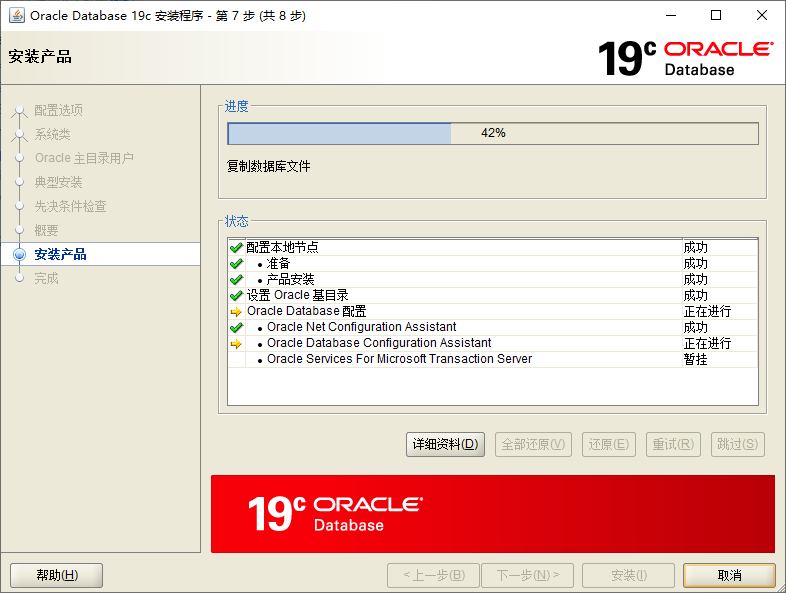 Oracle Database 19c 安装程序 - 第 7 步 (共 8 步)
安装产品
19c ORACLE
Database
配置选项
系统类
Oracle 主目录用户
典型安装
先决条件检查
概要
安装产品
完成
进度
42%
复制数据库文件
状态
配置本地节点 成功
• 准备 成功
• 产品安装 成功
设置 Oracle 基目录 成功
Oracle Database 配置 正在进行
• Oracle Net Configuration Assistant 成功
• Oracle Database Configuration Assistant 正在进行
• Oracle Services For Microsoft Transaction Server 暂挂
详细资料(D) 全部还原(V) 还原(E) 重试(R) 跳过(S)
19c ORACLE
Database
帮助(H) < 上一步(B) 下一步(N) > 安装(I) 取消